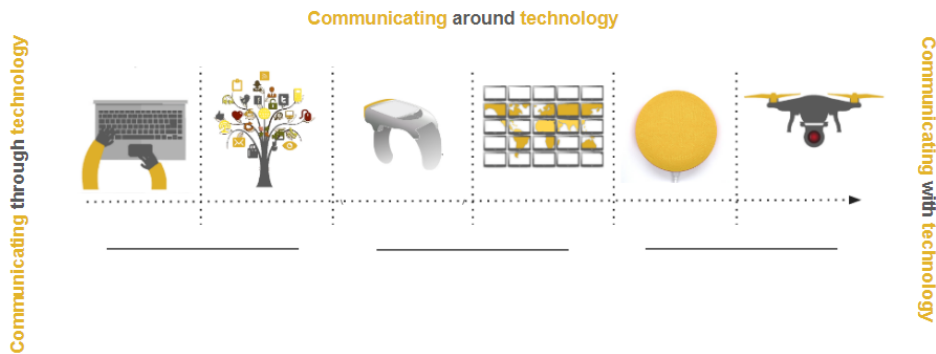 Communicating around technology
Communicating through technology
Communicating with technology